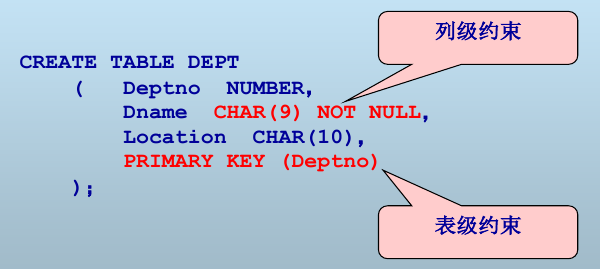 列级约束
CREATE TABLE DEPT
( Deptno NUMBER,
Dname CHAR(9) NOT NULL,
Location CHAR(10),
PRIMARY KEY (Deptno)
);
表级约束